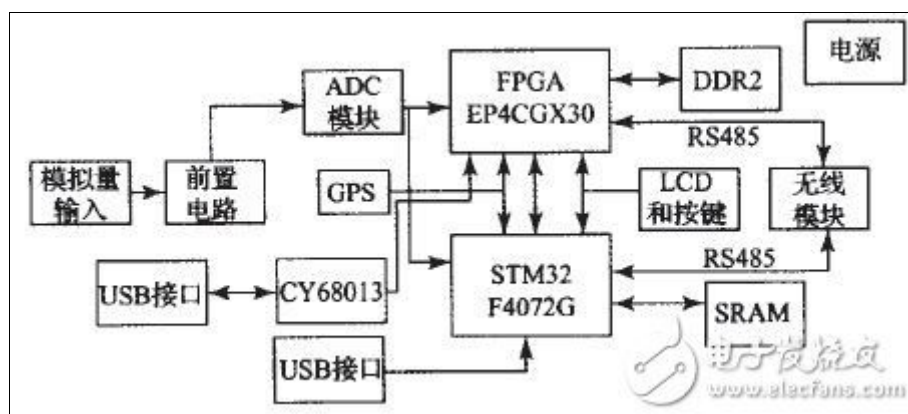 电源
FPGA
EP4CGX30
DDR2
ADC
模块
RS485
模拟量
输入
前置
电路
GPS
LCD
和按键
无线
模块
RS485
STM32
F4072G
USB接口
CY68013
SRAM
USB接口
电子发烧友
www.elecfans.com